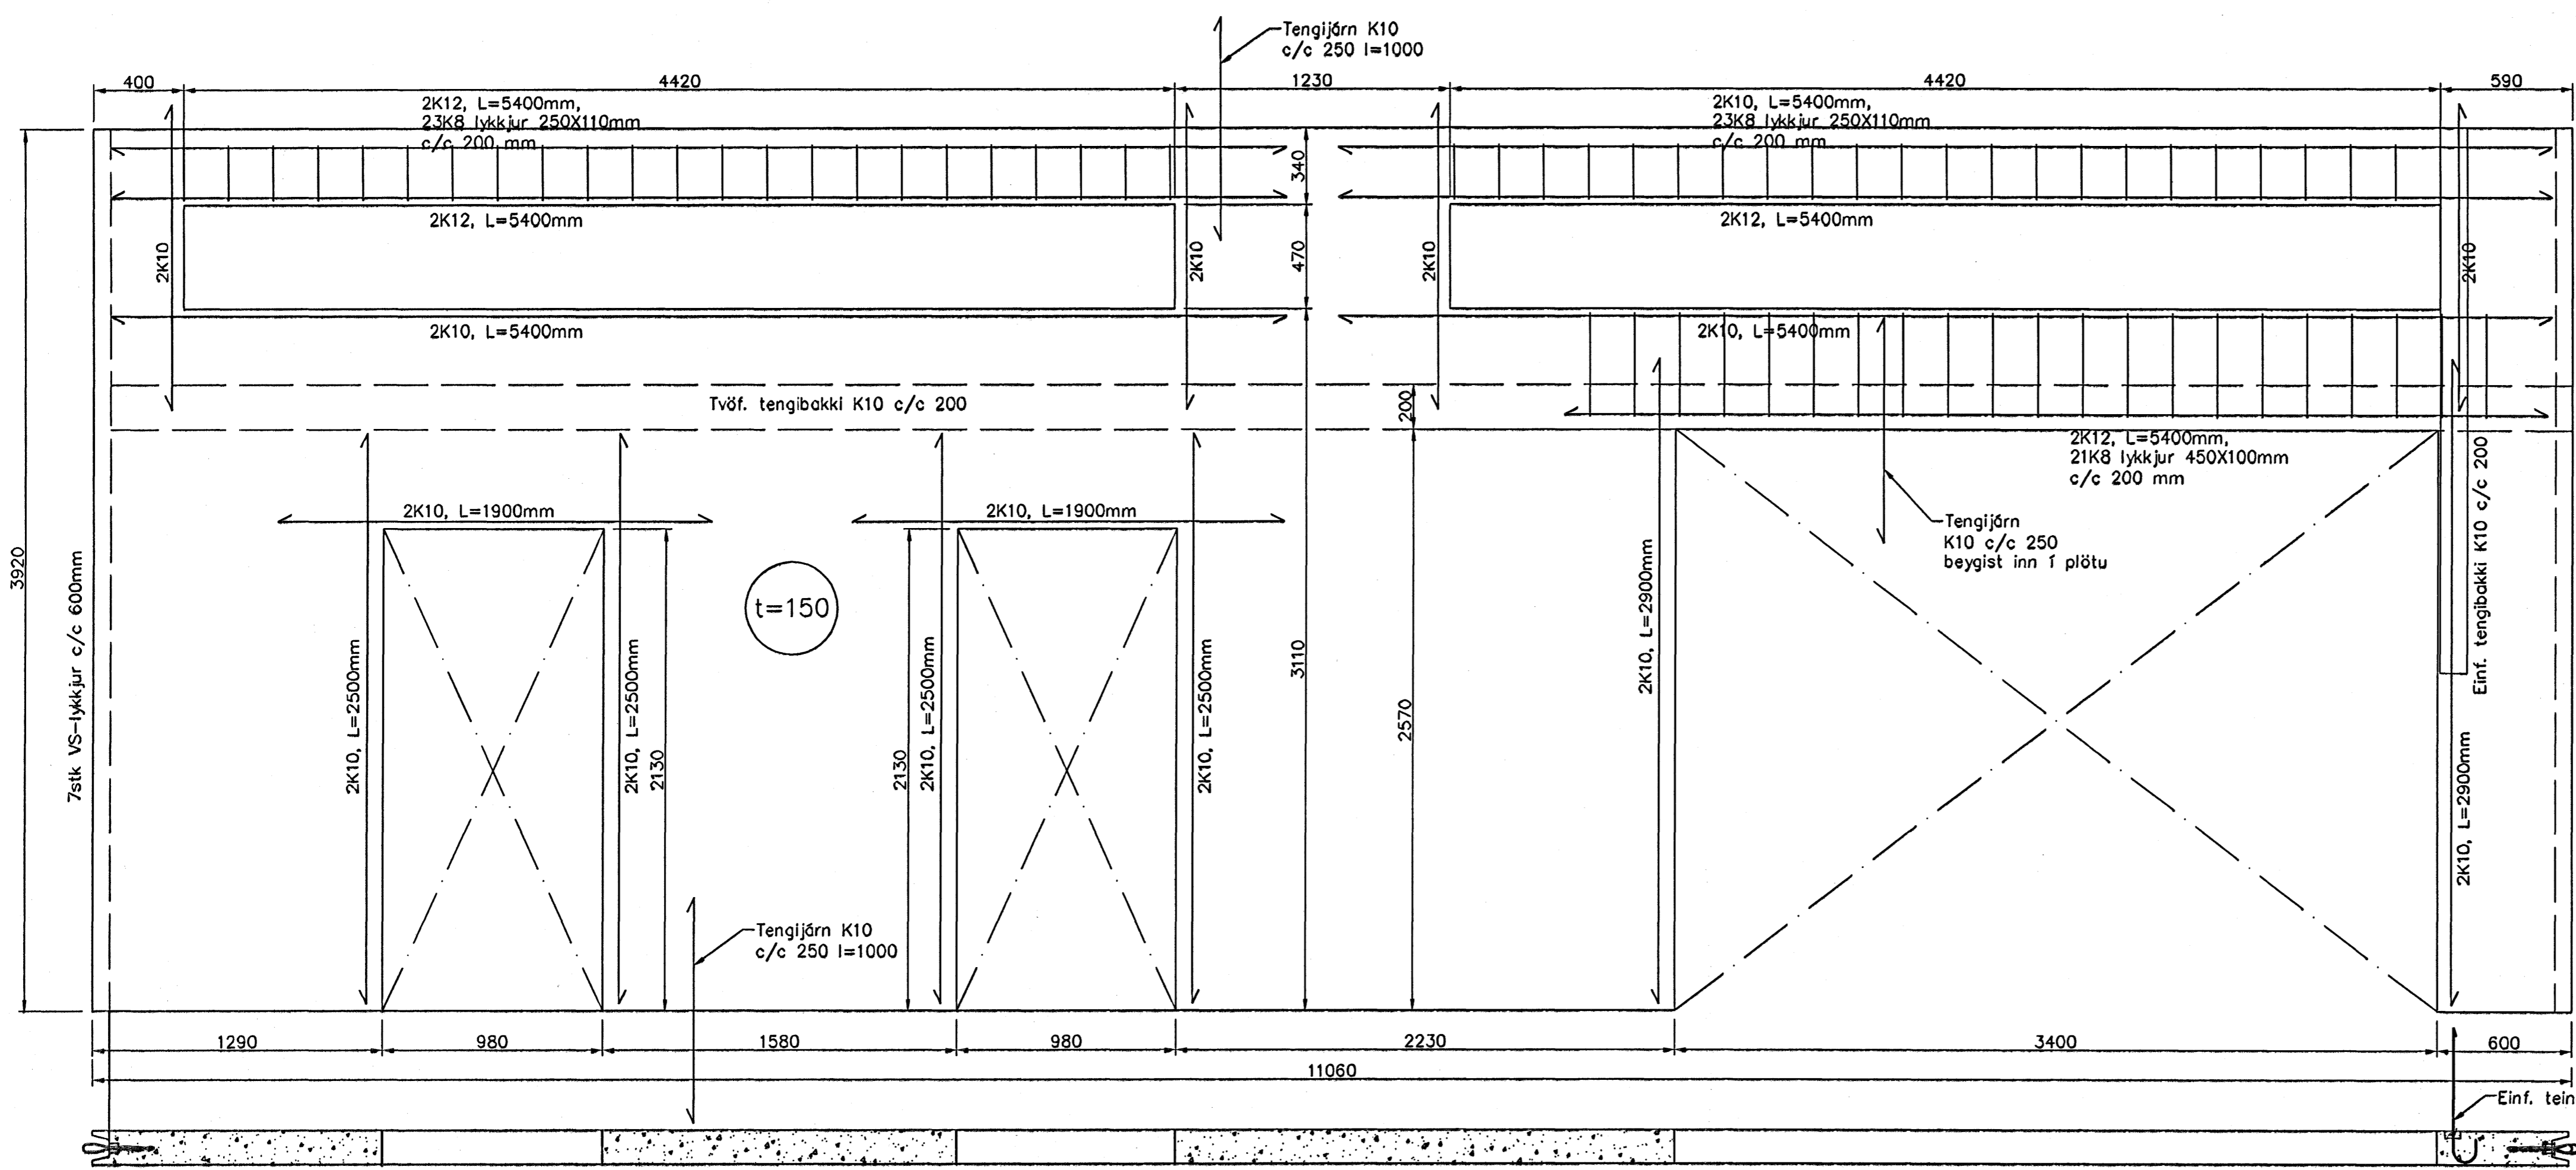 Tengijárn K10
c/c 250 l=1000
400
4420
1230
4420
590
2K12, L=5400mm,
23K8 lykkjur 250X110mm
c/c 200 mm
2K10, L=5400mm,
23K8 lykkjur 250X110mm
c/c 200 mm
340
2K12, L=5400mm
2K12, L=5400mm
2K10
2K10
470
2K10
2K10
2K10, L=5400mm
2K10, L=5400mm
Tvöf. tengibakki K10 c/c 200
200
2K12, L=5400mm,
21K8 lykkjur 450X100mm
c/c 200 mm
2K10, L=1900mm
2K10, L=1900mm
Tengijárn
K10 c/c 250
beygist inn í plötu
3920
7stk VS-lykkjur c/c 600mm
t=150
2K10, L=2500mm
2K10, L=2500mm
2130
2130
2K10, L=2500mm
2K10, L=2500mm
3110
2570
2K10, L=2900mm
Einf. tengibakki K10 c/c 200
2K10, L=2900mm
Tengijárn K10
c/c 250 l=1000
1290
980
1580
980
2230
3400
600
11060
Einf. tein